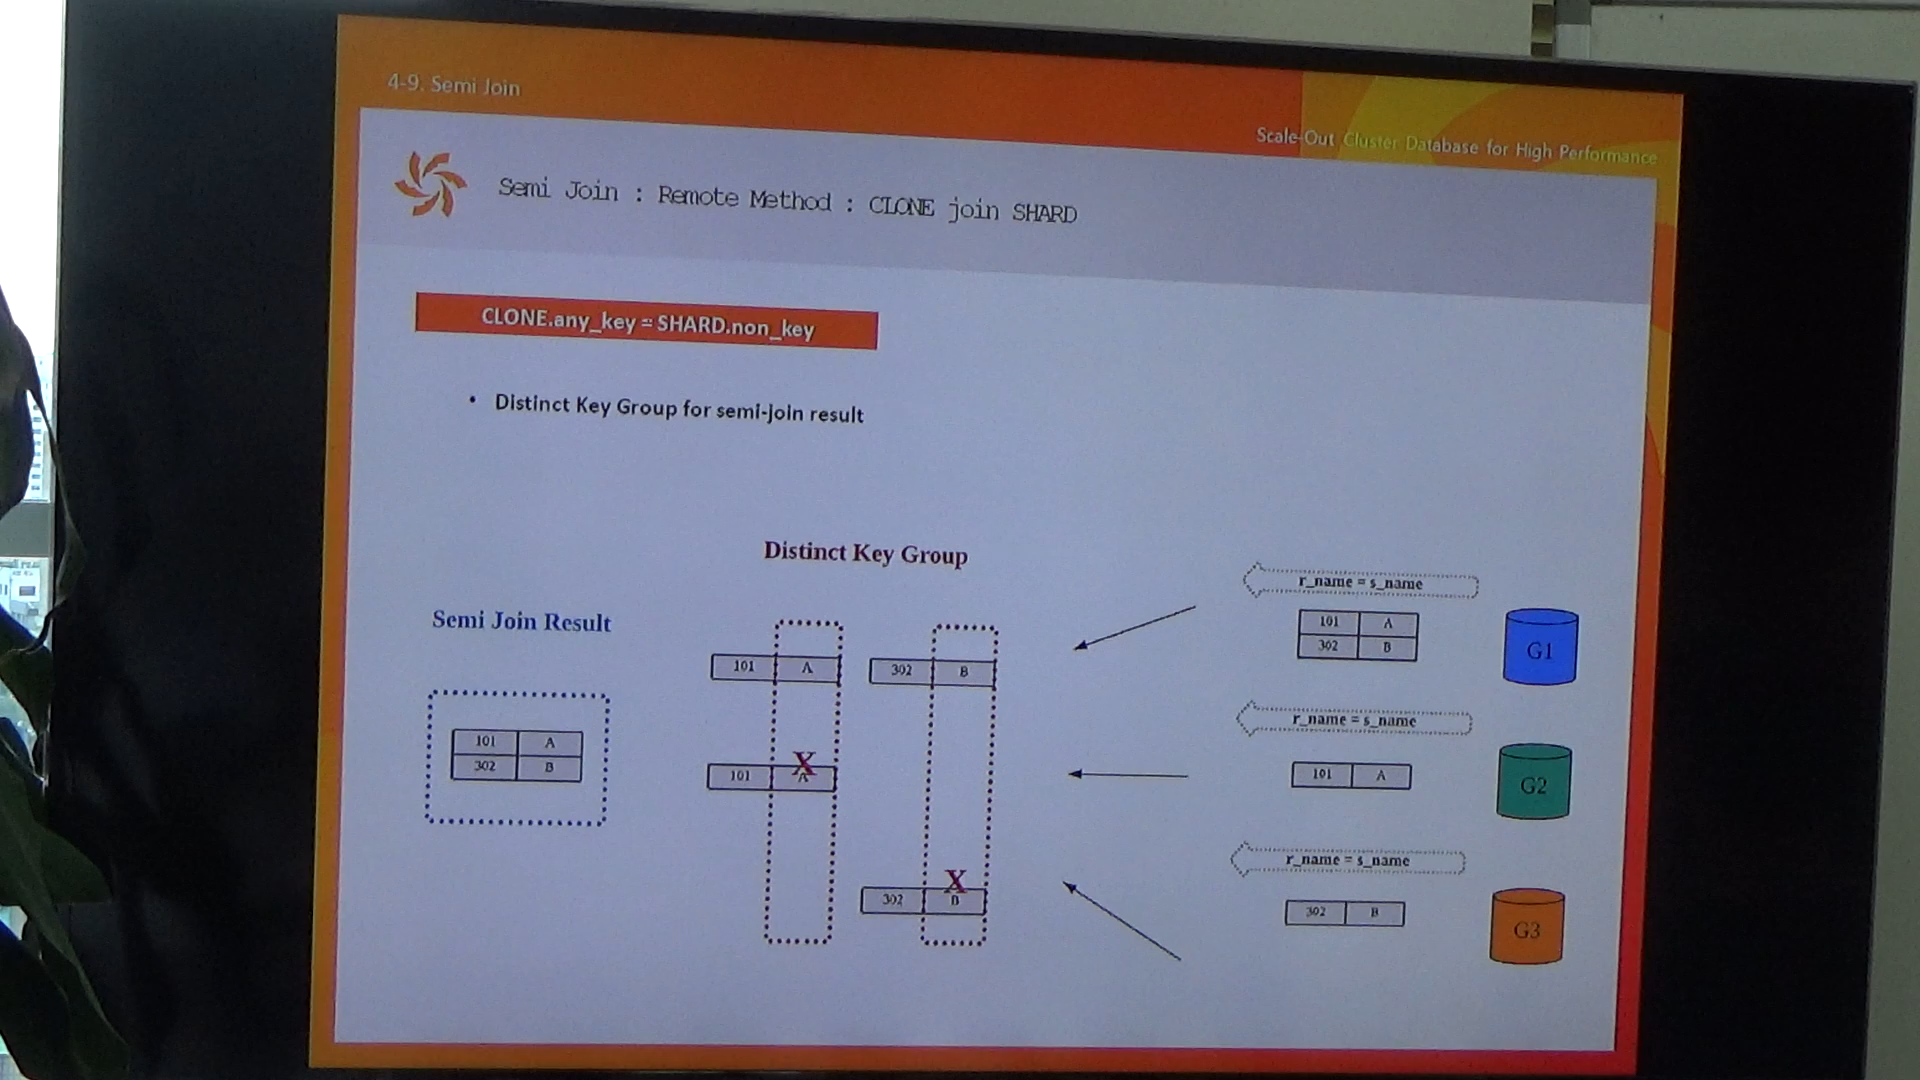 4-9. Semi Join
Scale-Out Cluster Database for High Performance
Semi Join : Remote Method : CLONE join SHARD
CLONE.any_key = SHARD.non_key
• Distinct Key Group for semi-join result
Distinct Key Group
Semi Join Result
r_name = s_name
101 A
302 B
G1
101 A
302 B
r_name = s_name
101 A
302 B
101 A
X
101 A
G2
r_name = s_name
X
302 B
302 B
G3